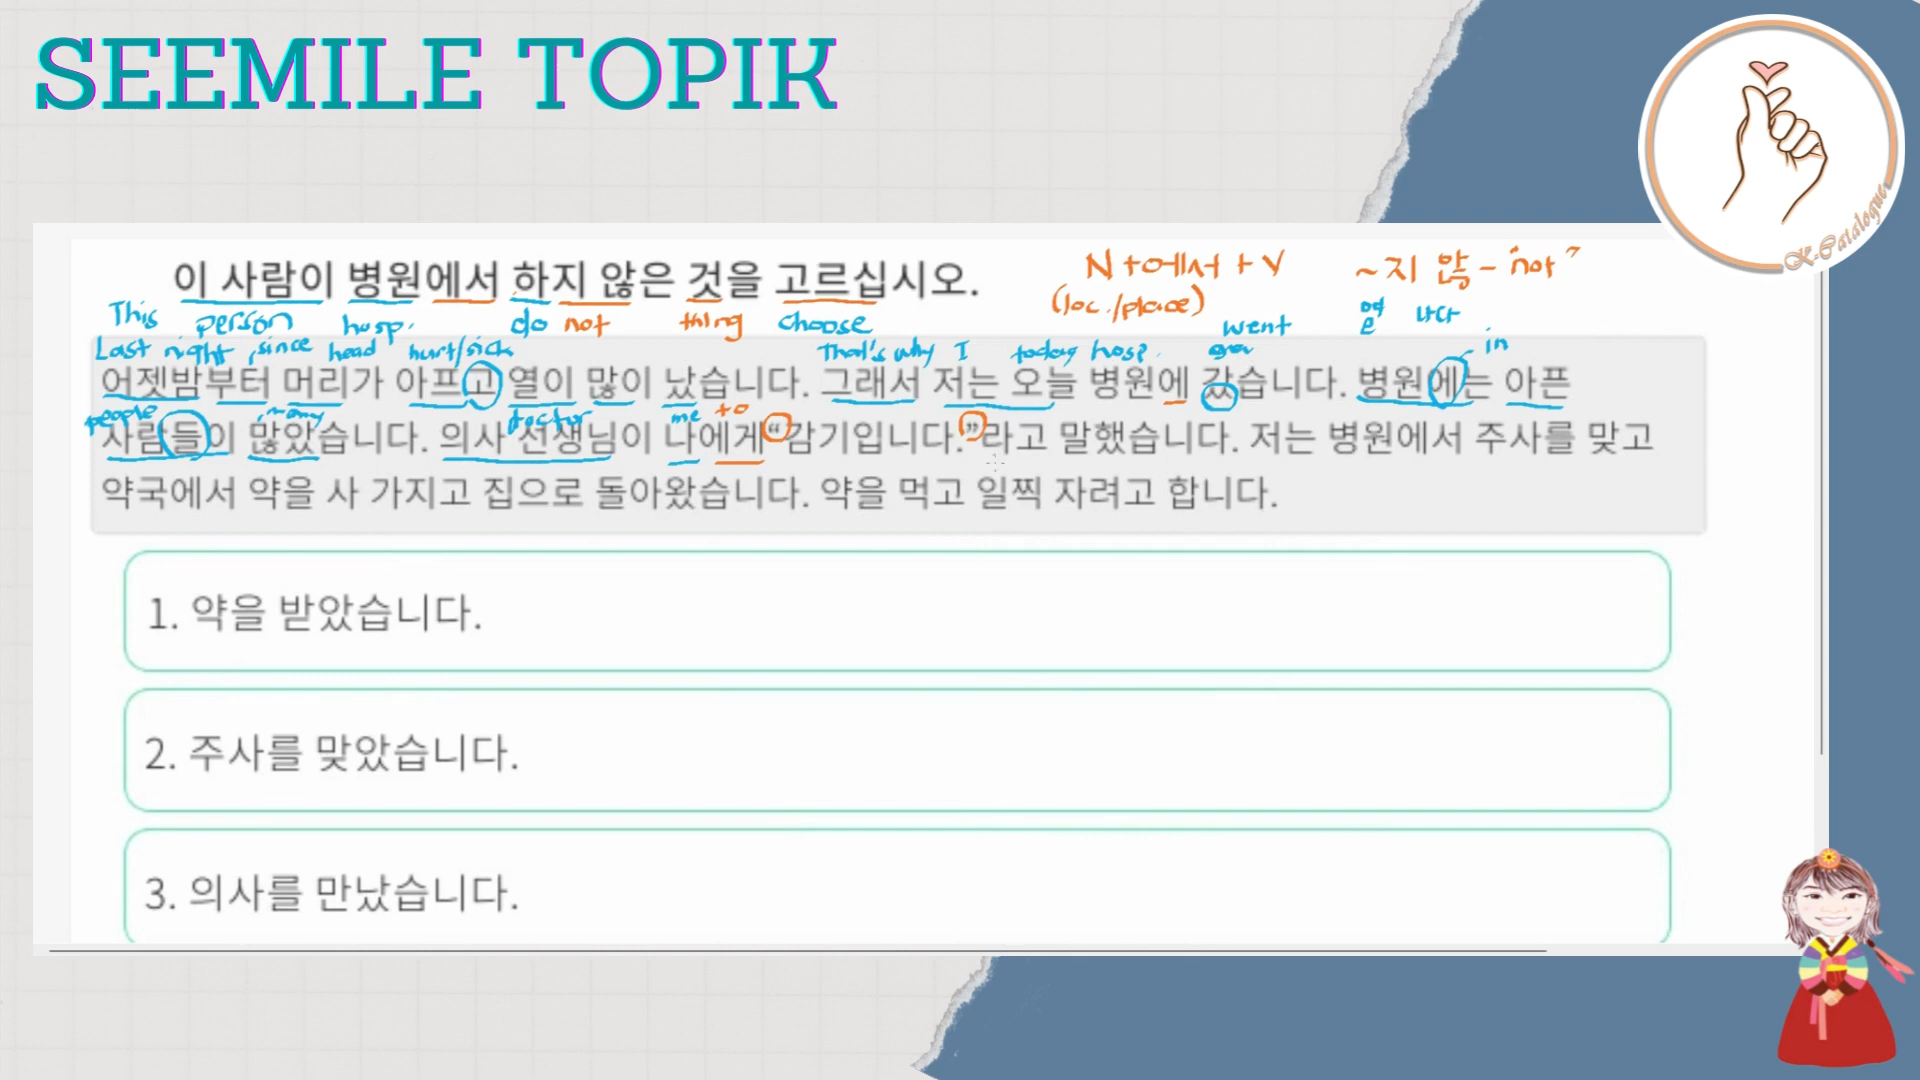 SEEMILE TOPIK
K-Catalogue
이 사람이 병원에서 하지 않은 것을 고르십시오.
N +에서 + V
(loc./place)
~지 않 - "not"
This person hosp. do not thing choose
went
열 나다
Last night, since head hurt/sick That's why I today hosp. in
어젯밤부터 머리가 아프고 열이 많이 났습니다. 그래서 저는 오늘 병원에 갔습니다. 병원에는 아픈
people many doctor me to
사람들이 많았습니다. 의사 선생님이 나에게 “감기입니다.”라고 말했습니다. 저는 병원에서 주사를 맞고
약국에서 약을 사 가지고 집으로 돌아왔습니다. 약을 먹고 일찍 자려고 합니다.
1. 약을 받았습니다.
2. 주사를 맞았습니다.
3. 의사를 만났습니다.